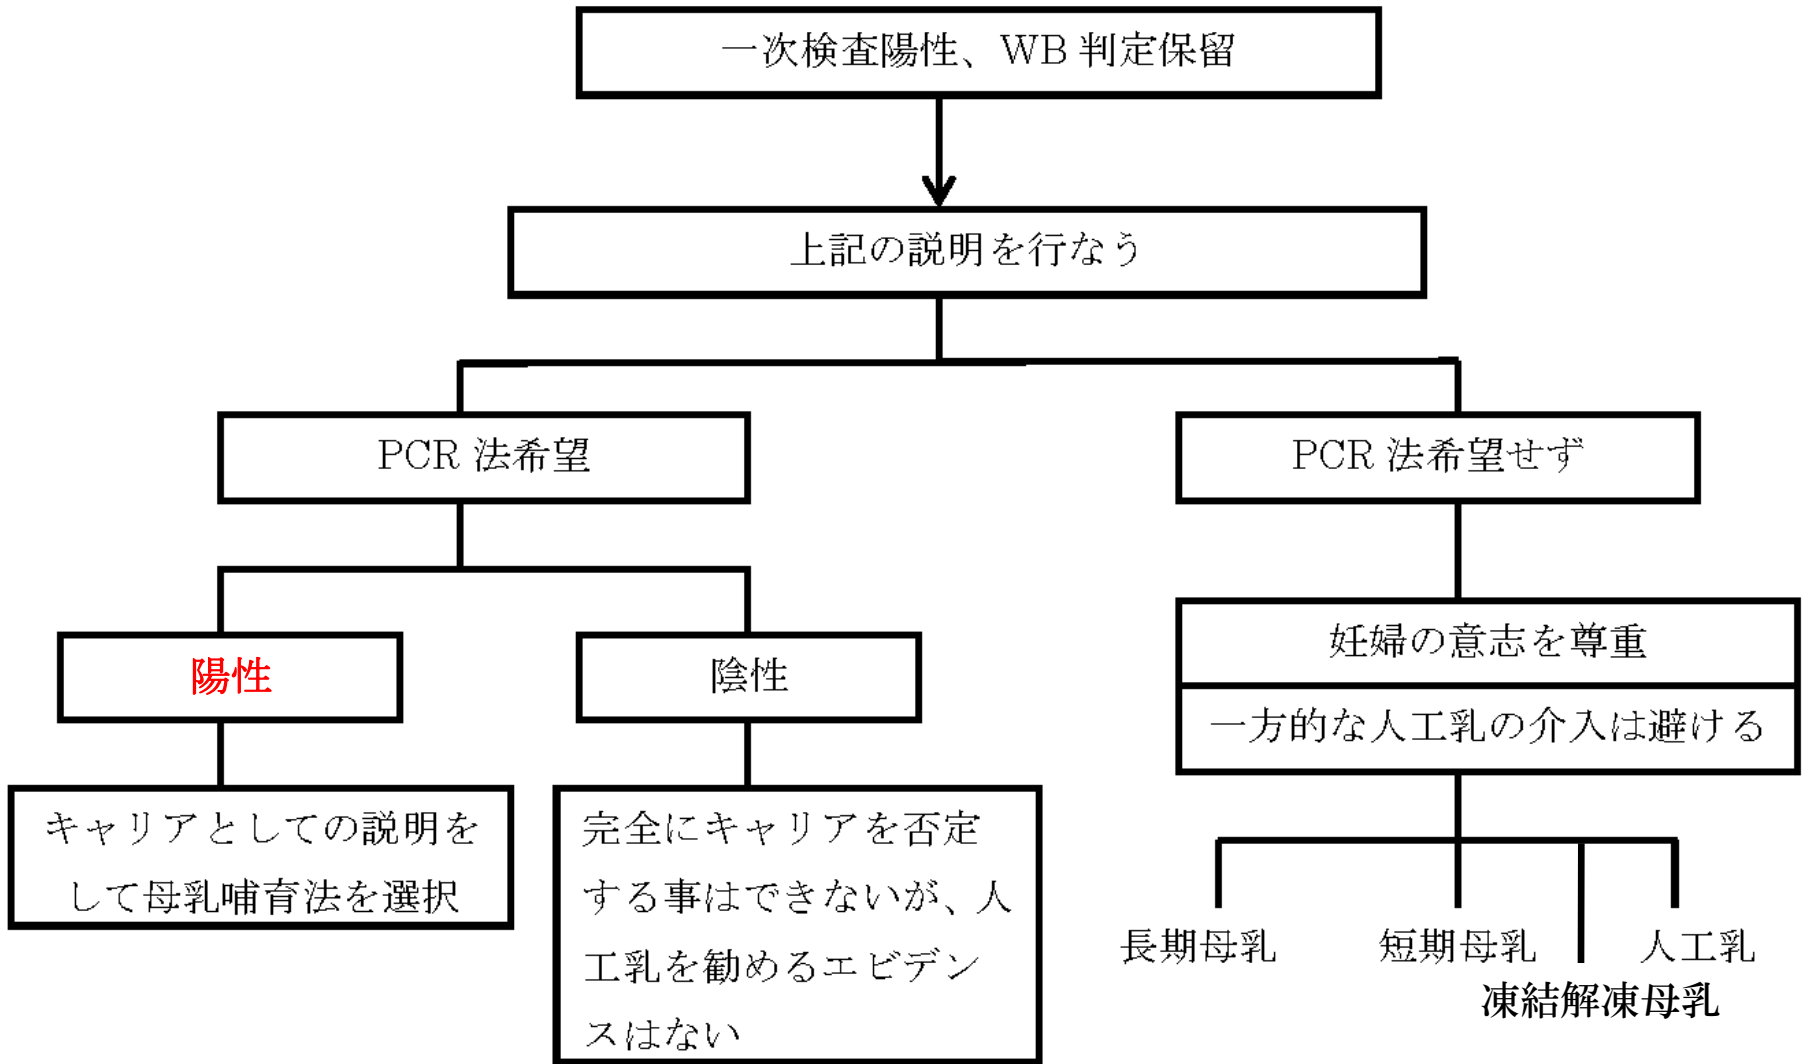 一次検査陽性、WB 判定保留
上記の説明を行なう
PCR 法希望
PCR 法希望せず
陽性
陰性
妊婦の意志を尊重
一方的な人工乳の介入は避ける
キャリアとしての説明を
して母乳哺育法を選択
完全にキャリアを否定
する事はできないが、人
工乳を勧めるエビデン
スはない
長期母乳
短期母乳
人工乳
凍結解凍母乳